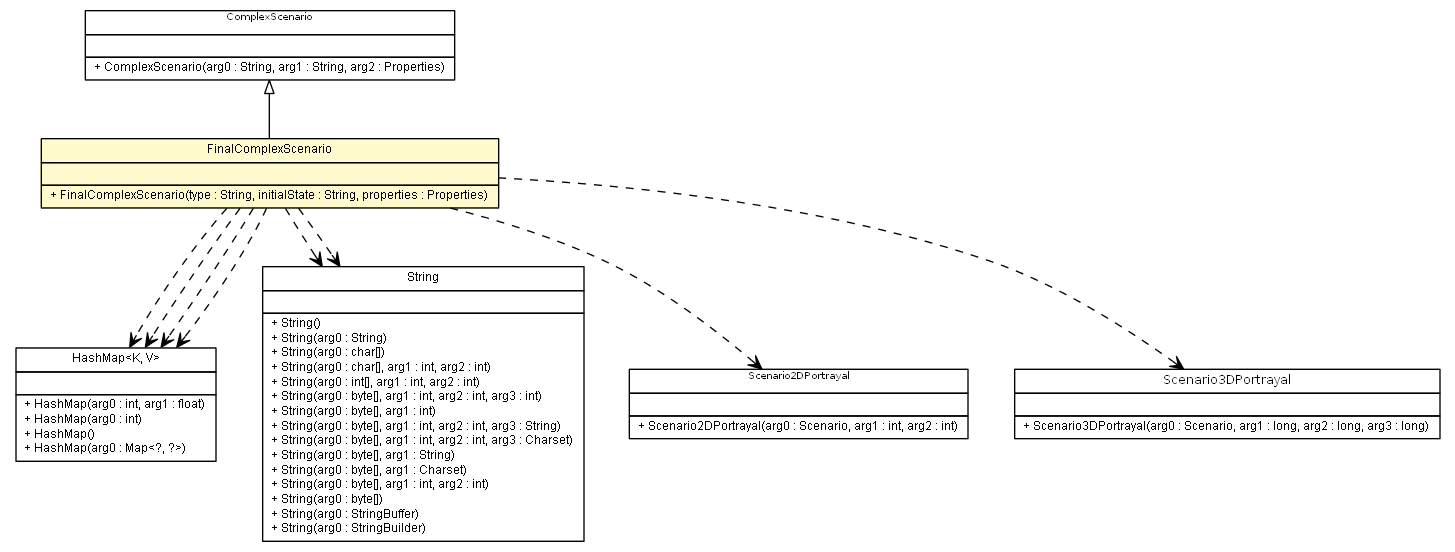 ComplexScenario
+ ComplexScenario(arg0 : String, arg1 : String, arg2 : Properties)
FinalComplexScenario
+ FinalComplexScenario(type : String, initialState : String, properties : Properties)
HashMap<K, V>
+ HashMap(arg0 : int, arg1 : float)
+ HashMap(arg0 : int)
+ HashMap()
+ HashMap(arg0 : Map<?, ?>)
String
+ String()
+ String(arg0 : String)
+ String(arg0 : char[])
+ String(arg0 : char[], arg1 : int, arg2 : int)
+ String(arg0 : int[], arg1 : int, arg2 : int)
+ String(arg0 : byte[], arg1 : int, arg2 : int, arg3 : int)
+ String(arg0 : byte[], arg1 : int)
+ String(arg0 : byte[], arg1 : int, arg2 : int, arg3 : String)
+ String(arg0 : byte[], arg1 : int, arg2 : int, arg3 : Charset)
+ String(arg0 : byte[], arg1 : String)
+ String(arg0 : byte[], arg1 : Charset)
+ String(arg0 : byte[], arg1 : int, arg2 : int)
+ String(arg0 : byte[])
+ String(arg0 : StringBuffer)
+ String(arg0 : StringBuilder)
Scenario2DPortrayal
+ Scenario2DPortrayal(arg0 : Scenario, arg1 : int, arg2 : int)
Scenario3DPortrayal
+ Scenario3DPortrayal(arg0 : Scenario, arg1 : long, arg2 : long, arg3 : long)